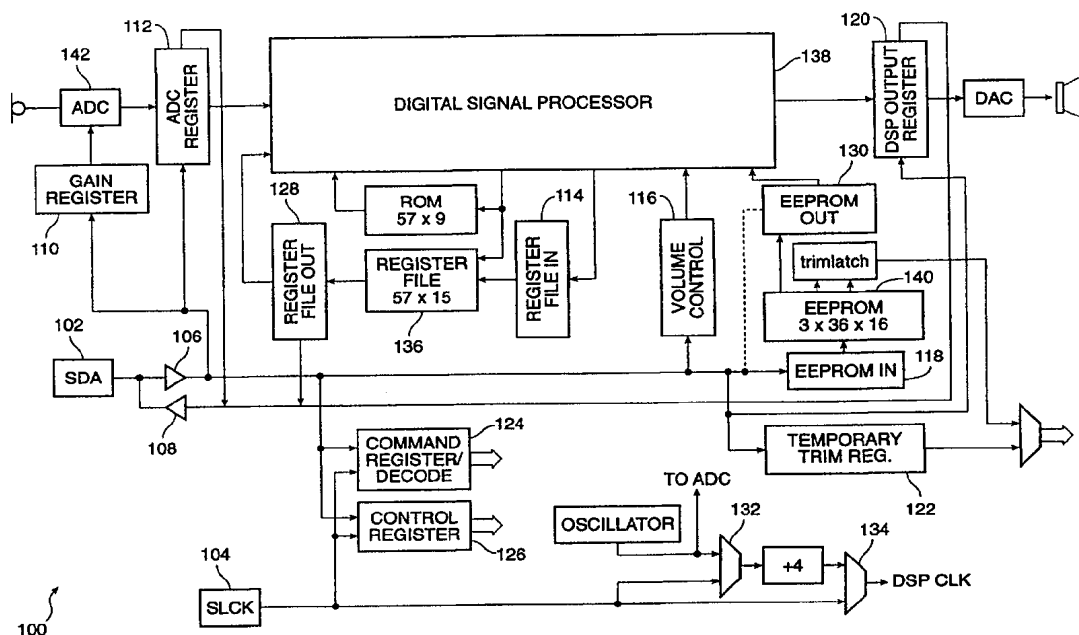 112
120
142
138
ADC
ADC
REGISTER
DIGITAL SIGNAL PROCESSOR
DSP OUTPUT
REGISTER
DAC
GAIN
REGISTER
110
128
ROM
57 x 9
114
116
130
EEPROM
OUT
REGISTER
FILE OUT
REGISTER
FILE
57 x 15
136
REGISTER
FILE IN
VOLUME
CONTROL
trimlatch
140
EEPROM
3 x 36 x 16
102
106
SDA
108
EEPROM IN
118
124
COMMAND
REGISTER/
DECODE
TEMPORARY
TRIM REG.
122
TO ADC
CONTROL
REGISTER
126
OSCILLATOR
132
134
+4
DSP CLK
104
SLCK
100